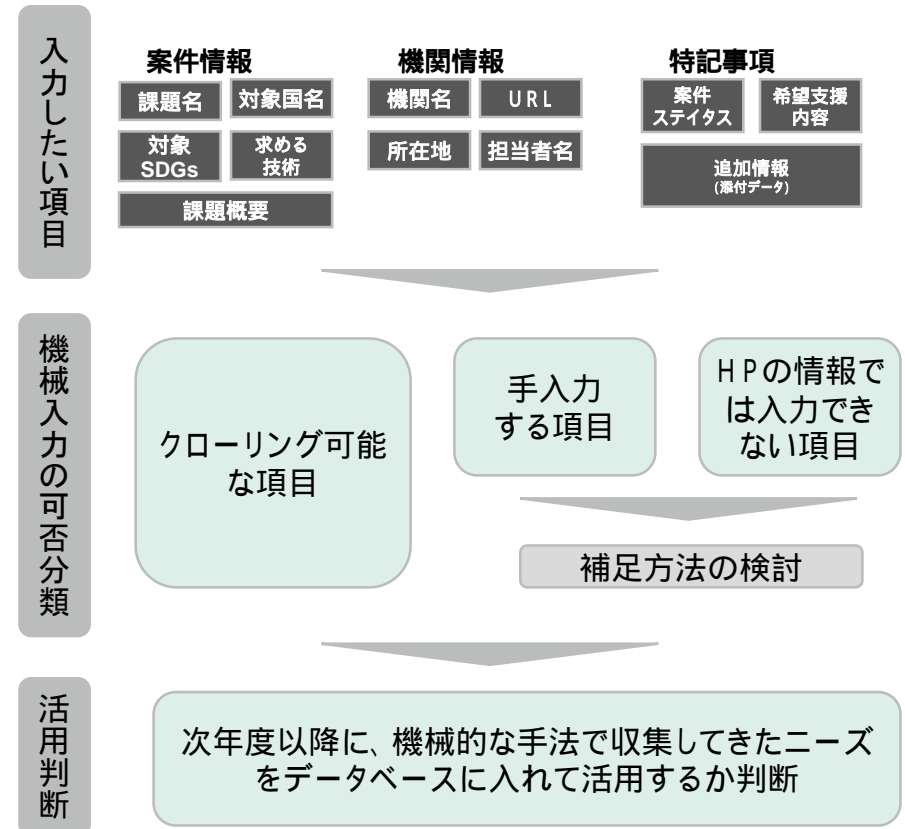 入力したい項目
案件情報
課題名
対象国名
対象
SDGs
求める
技術
課題概要
機関情報
機関名
URL
所在地
担当者名
特記事項
案件
ステイタス
希望支援
内容
追加情報
(添付データ)
機械入力の可否分類
クローリング可能
な項目
手入力
する項目
HPの情報で
は入力でき
ない項目
補足方法の検討
活用判断
次年度以降に、機械的な手法で収集してきたニーズ
をデータベースに入れて活用するか判断